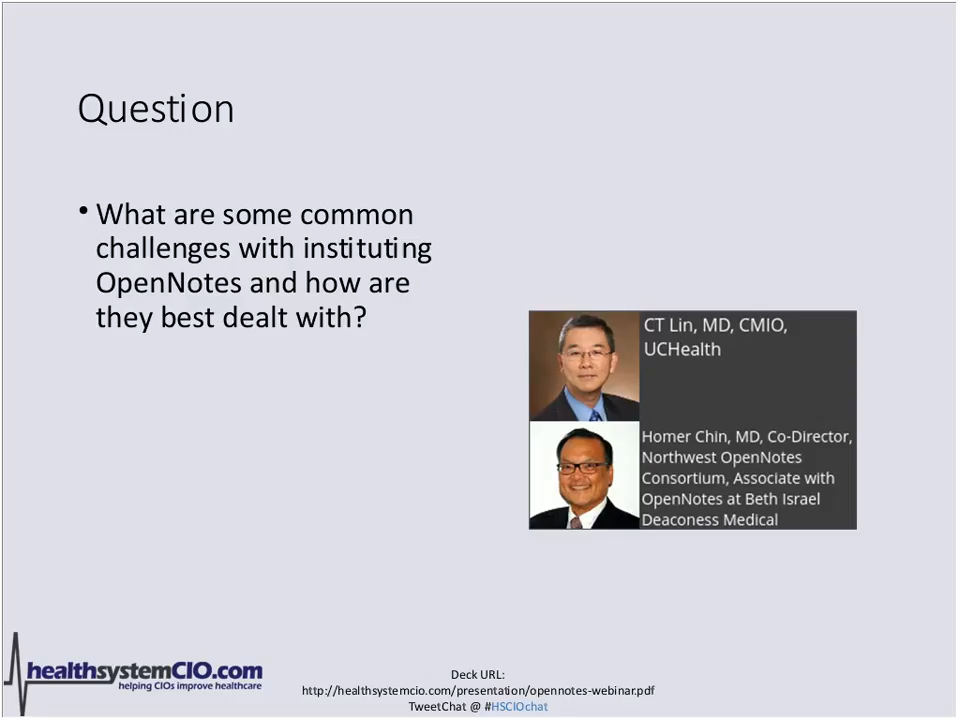 Question
• What are some common
challenges with instituting
OpenNotes and how are
they best dealt with?
CT Lin, MD, CMIO,
UCHealth
Homer Chin, MD, Co-Director,
Northwest OpenNotes
Consortium, Associate with
OpenNotes at Beth Israel
Deaconess Medical
healthsystemCIO.com
helping CIOs improve healthcare
Deck URL:
http://healthsystemcio.com/presentation/opennotes-webinar.pdf
TweetChat @ #HSCIOchat